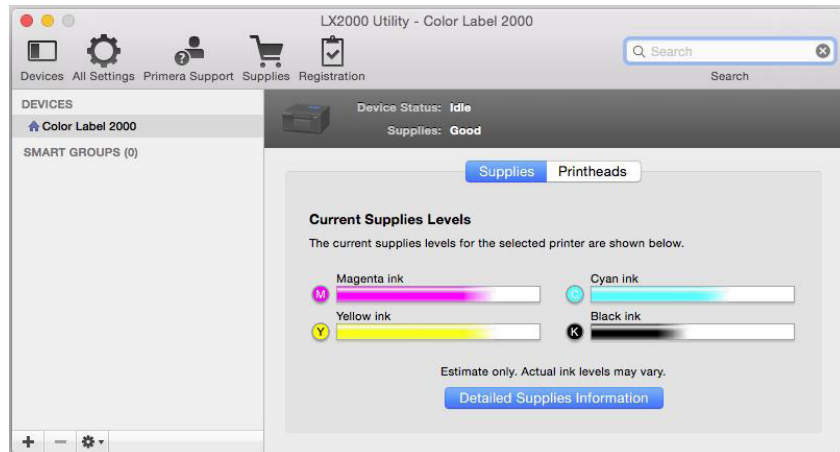 LX2000 Utility - Color Label 2000
Devices All Settings Primera Support Supplies Registration
Search
Search
DEVICES
Color Label 2000
SMART GROUPS (0)
Device Status: Idle
Supplies: Good
Supplies Printheads
Current Supplies Levels
The current supplies levels for the selected printer are shown below.
Magenta ink Cyan ink
M C
Yellow ink Black ink
Y K
Estimate only. Actual ink levels may vary.
Detailed Supplies Information